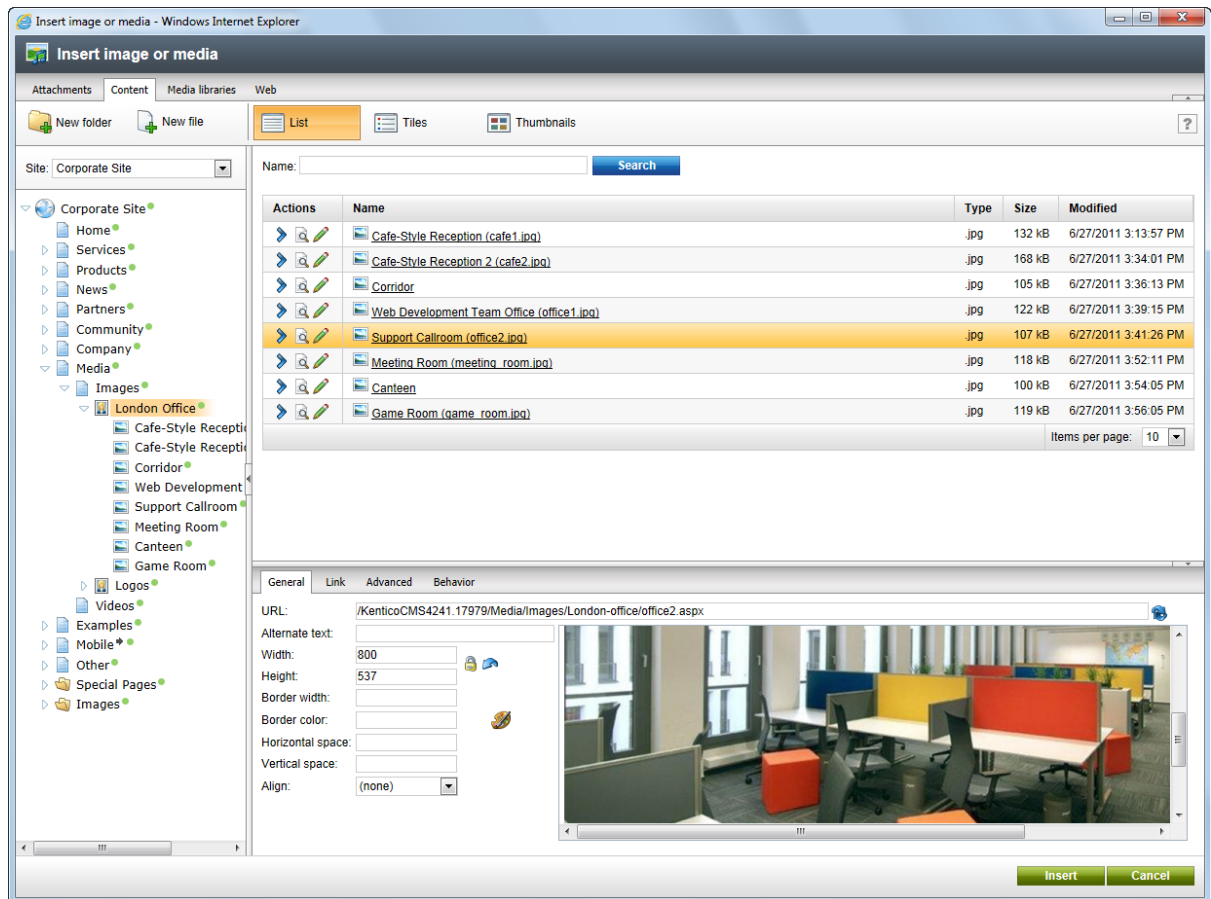 Insert image or media - Windows Internet Explorer
Insert image or media
Attachments Content Media libraries Web
New folder New file List Tiles Thumbnails ?
Site: Corporate Site
Name: Search
Corporate Site
Home
Services
Products
News
Partners
Community
Company
Media
Images
London Office
Cafe-Style Recepti
Cafe-Style Recepti
Corridor
Web Development
Support Callroom
Meeting Room
Canteen
Game Room
Logos
Videos
Examples
Mobile
Other
Special Pages
Images
Actions Name Type Size Modified
Cafe-Style Reception (cafe1.jpg) .jpg 132 kB 6/27/2011 3:13:57 PM
Cafe-Style Reception 2 (cafe2.jpg) .jpg 168 kB 6/27/2011 3:34:01 PM
Corridor .jpg 105 kB 6/27/2011 3:36:13 PM
Web Development Team Office (office1.jpg) .jpg 122 kB 6/27/2011 3:39:15 PM
Support Callroom (office2.jpg) .jpg 107 kB 6/27/2011 3:41:26 PM
Meeting Room (meeting_room.jpg) .jpg 118 kB 6/27/2011 3:52:11 PM
Canteen .jpg 100 kB 6/27/2011 3:54:05 PM
Game Room (game_room.jpg) .jpg 119 kB 6/27/2011 3:56:05 PM
Items per page: 10
General Link Advanced Behavior
URL: /KenticoCMS4241.17979/Media/Images/London-office/office2.aspx
Alternate text:
Width: 800
Height: 537
Border width:
Border color:
Horizontal space:
Vertical space:
Align: (none)
Insert Cancel